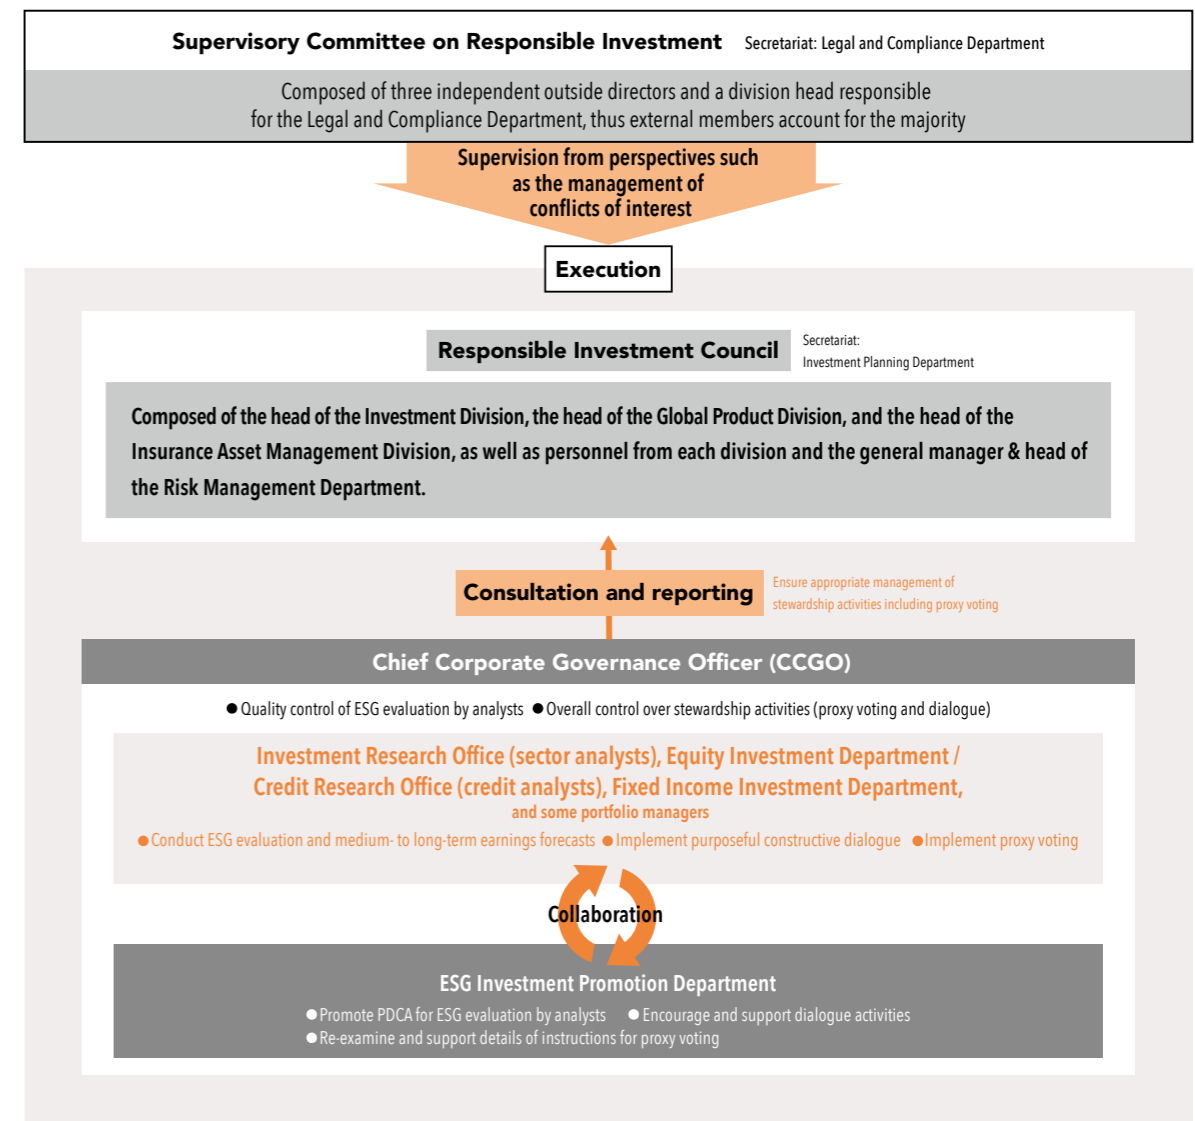 Supervisory Committee on Responsible Investment Secretariat: Legal and Compliance Department
Composed of three independent outside directors and a division head responsible
for the Legal and Compliance Department, thus external members account for the majority
Supervision from perspectives such
as the management of
conflicts of interest
Execution
Responsible Investment Council
Secretariat:
Investment Planning Department
Composed of the head of the Investment Division, the head of the Global Product Division, and the head of the
Insurance Asset Management Division, as well as personnel from each division and the general manager & head of
the Risk Management Department.
Consultation and reporting
Ensure appropriate management of
stewardship activities including proxy voting
Chief Corporate Governance Officer (CCGO)
● Quality control of ESG evaluation by analysts ● Overall control over stewardship activities (proxy voting and dialogue)
Investment Research Office (sector analysts), Equity Investment Department /
Credit Research Office (credit analysts), Fixed Income Investment Department,
and some portfolio managers
● Conduct ESG evaluation and medium- to long-term earnings forecasts ● Implement purposeful constructive dialogue ● Implement proxy voting
Collaboration
ESG Investment Promotion Department
● Promote PDCA for ESG evaluation by analysts ● Encourage and support dialogue activities
● Re-examine and support details of instructions for proxy voting